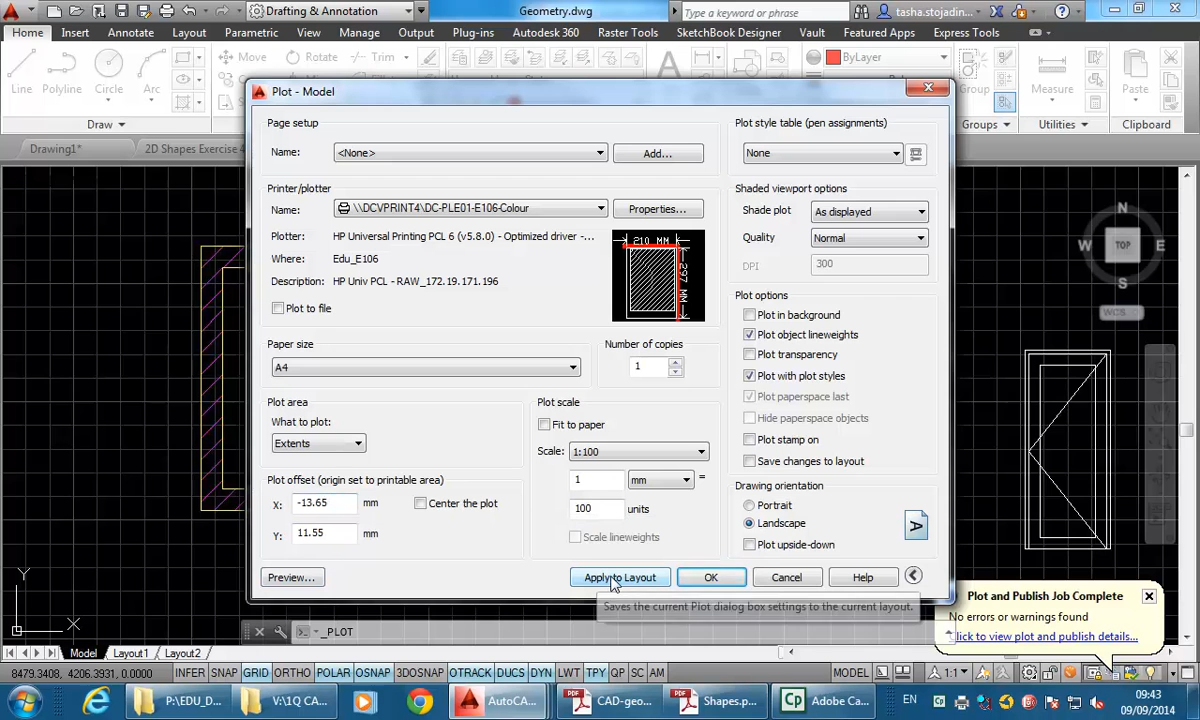 Drafting & Annotation
Geometry.dwg
Type a keyword or phrase
tasha.stojadin...
Home Insert Annotate Layout Parametric View Manage Output Plug-ins Autodesk 360 Raster Tools SketchBook Designer Vault Featured Apps Express Tools
Line Polyline Circle Arc
Move
Trim
ByLayer
Group
Measure
Paste
Draw
Groups
Utilities
Clipboard
Drawing1*
2D Shapes Exercise 4
Plot - Model
Page setup
Name:
<None>
Add...
Printer/plotter
Name:
\\DCVPRINT4\DC-PLE01-E106-Colour
Properties...
Plotter:
HP Universal Printing PCL 6 (v5.8.0) - Optimized driver -...
Where:
Edu_E106
Description:
HP Univ PCL - RAW_172.19.171.196
Plot to file
210 MM
297 MM
Paper size
A4
Number of copies
1
Plot area
What to plot:
Extents
Plot offset (origin set to printable area)
X:
-13.65
mm
Center the plot
Y:
11.55
mm
Plot scale
Fit to paper
Scale:
1:100
1
mm
=
100
units
Scale lineweights
Plot style table (pen assignments)
None
Shaded viewport options
Shade plot
As displayed
Quality
Normal
DPI
300
Plot options
Plot in background
Plot object lineweights
Plot transparency
Plot with plot styles
Plot paperspace last
Hide paperspace objects
Plot stamp on
Save changes to layout
Drawing orientation
Portrait
Landscape
Plot upside-down
A
Preview...
Apply to Layout
OK
Cancel
Help
Saves the current Plot dialog box settings to the current layout.
N
W
TOP
E
S
WCS
Plot and Publish Job Complete
No errors or warnings found
lick to view plot and publish details...
Y
X
_PLOT
Model Layout1 Layout2
8479.3408, 4206.3931, 0.0000
INFER SNAP GRID ORTHO POLAR OSNAP 3DOSNAP OTRACK DUCS DYN LWT TPY QP SC AM
MODEL
1:1
P:\EDU_D...
V:\1Q CA...
AutoCA...
CAD-geo...
Shapes.p...
Adobe Ca...
EN
09:43
09/09/2014